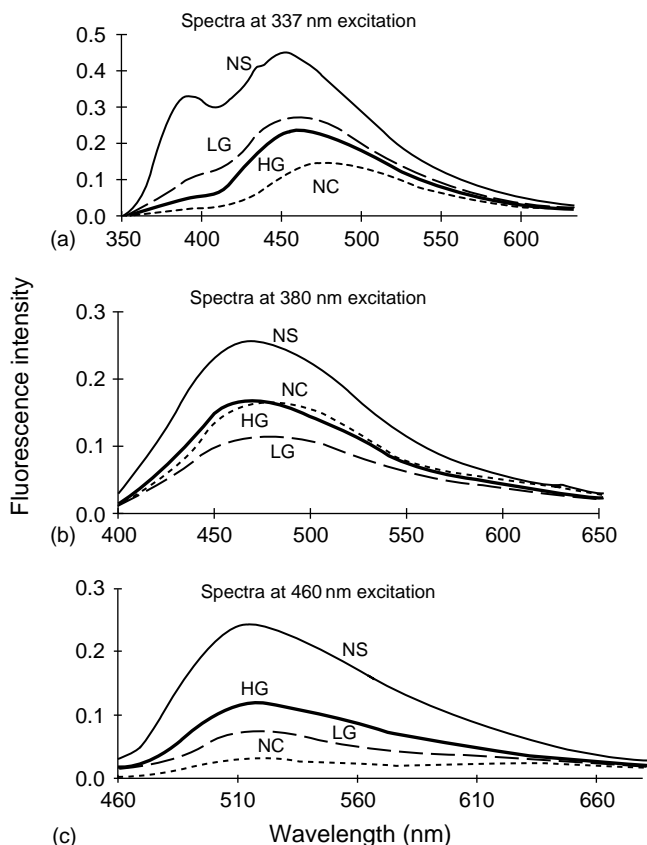 Spectra at 337 nm excitation
0.5
0.4
0.3
0.2
0.1
0.0
NS
LG
HG
NC
350 400 450 500 550 600
(a)
Spectra at 380 nm excitation
0.3
0.2
0.1
0.0
NS
NC
HG
LG
400 450 500 550 600 650
(b)
Spectra at 460 nm excitation
0.3
0.2
0.1
0.0
NS
HG
LG
NC
460 510 560 610 660
(c)
Wavelength (nm)
Fluorescence intensity